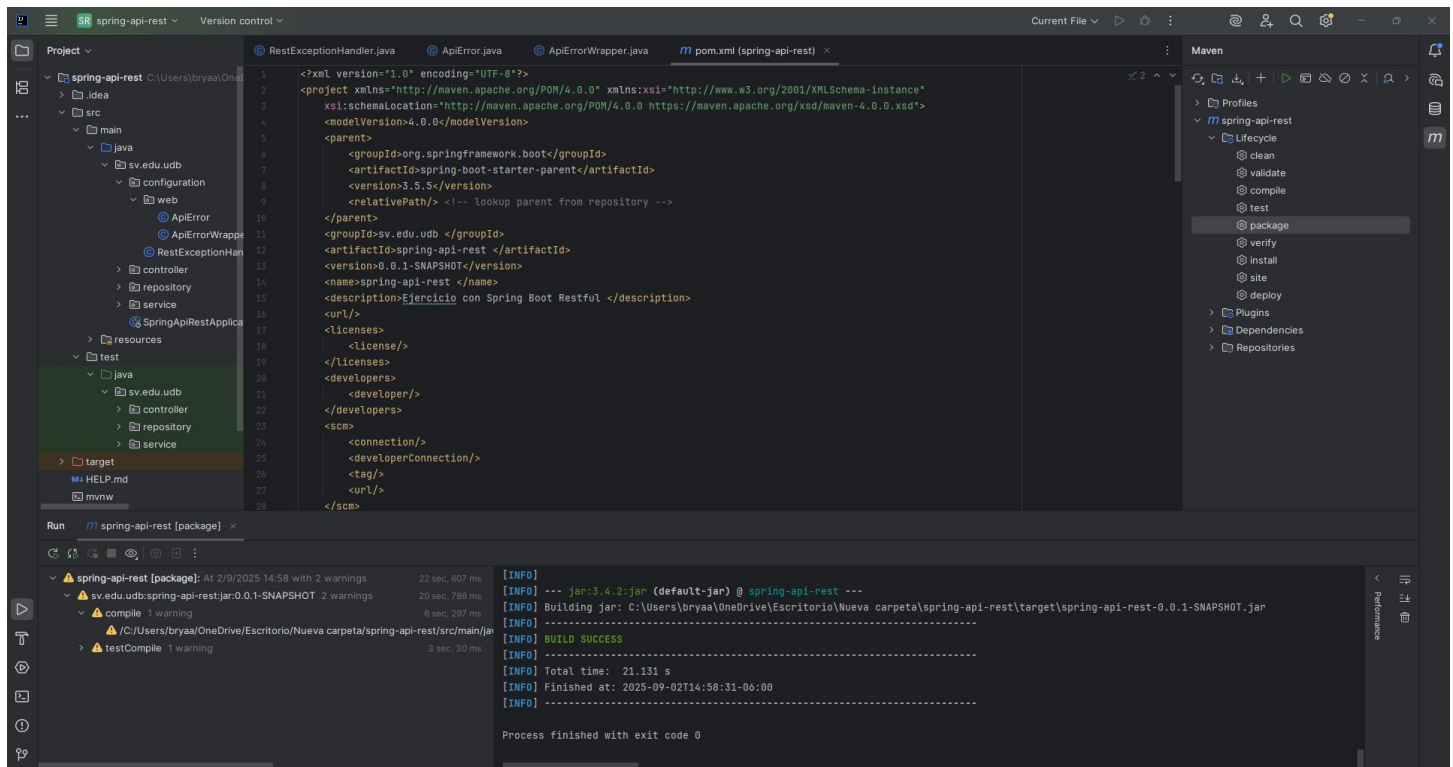 SR spring-api-rest Version control Current File
Project
RestExceptionHandler.java ApiError.java ApiErrorWrapper.java m pom.xml (spring-api-rest)
Maven
spring-api-rest C:\Users\bryaa\One
.idea
src
main
java
sv.edu.udb
configuration
web
ApiError
ApiErrorWrappe
RestExceptionHan
controller
repository
service
SpringApiRestApplica
resources
test
java
sv.edu.udb
controller
repository
service
target
HELP.md
mvnw
1 <?xml version="1.0" encoding="UTF-8"?>
2 <project xmlns="http://maven.apache.org/POM/4.0.0" xmlns:xsi="http://www.w3.org/2001/XMLSchema-instance"
3 xsi:schemaLocation="http://maven.apache.org/POM/4.0.0 https://maven.apache.org/xsd/maven-4.0.0.xsd">
4 <modelVersion>4.0.0</modelVersion>
5 <parent>
6 <groupId>org.springframework.boot</groupId>
7 <artifactId>spring-boot-starter-parent</artifactId>
8 <version>3.5.5</version>
9 <relativePath/> <!-- lookup parent from repository -->
10 </parent>
11 <groupId>sv.edu.udb </groupId>
12 <artifactId>spring-api-rest </artifactId>
13 <version>0.0.1-SNAPSHOT</version>
14 <name>spring-api-rest </name>
15 <description>Ejercicio con Spring Boot Restful </description>
16 <url/>
17 <licenses>
18 <license/>
19 </licenses>
20 <developers>
21 <developer/>
22 </developers>
23 <scm>
24 <connection/>
25 <developerConnection/>
26 <tag/>
27 <url/>
28 </scm>
2
Profiles
m spring-api-rest
Lifecycle
clean
validate
compile
test
package
verify
install
site
deploy
Plugins
Dependencies
Repositories
Run m spring-api-rest [package]
spring-api-rest [package]: At 2/9/2025 14:58 with 2 warnings 22 sec, 607 ms
sv.edu.udb:spring-api-rest:jar:0.0.1-SNAPSHOT 2 warnings 20 sec, 786 ms
compile 1 warning 6 sec, 297 ms
/C:/Users/bryaa/OneDrive/Escritorio/Nueva carpeta/spring-api-rest/src/main/jav
testCompile 1 warning 3 sec, 30 ms
[INFO]
[INFO] --- jar:3.4.2:jar (default-jar) @ spring-api-rest ---
[INFO] Building jar: C:\Users\bryaa\OneDrive\Escritorio\Nueva carpeta\spring-api-rest\target\spring-api-rest-0.0.1-SNAPSHOT.jar
[INFO] ------------------------------------------------------------------------
[INFO] BUILD SUCCESS
[INFO] ------------------------------------------------------------------------
[INFO] Total time:  21.131 s
[INFO] Finished at: 2025-09-02T14:58:31-06:00
[INFO] ------------------------------------------------------------------------
Process finished with exit code 0
Performance